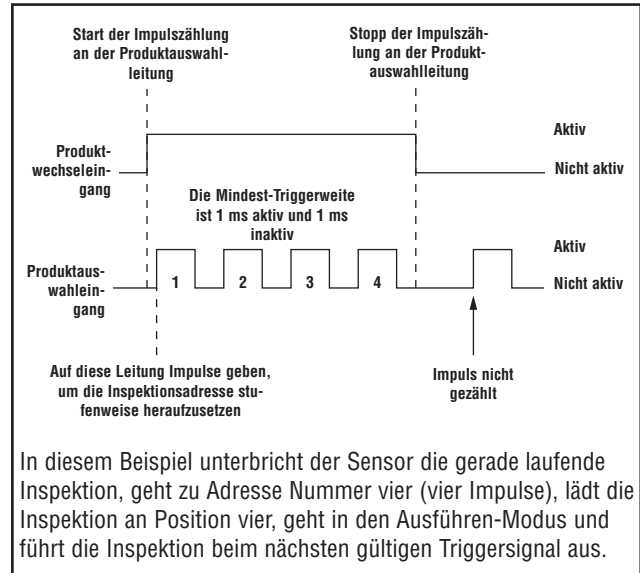 Start der Impulszählung
an der Produktauswahl-
leitung
Stopp der Impulszäh-
lung an der Produkt-
auswahlleitung
Produkt-
wechselein-
gang
Aktiv
Nicht aktiv
Die Mindest-Triggerweite
ist 1 ms aktiv und 1 ms
inaktiv
Produktaus-
wahleingang
1 2 3 4
Aktiv
Nicht aktiv
Auf diese Leitung Impulse geben,
um die Inspektionsadresse stu-
fenweise heraufzusetzen
Impuls nicht
gezählt
In diesem Beispiel unterbricht der Sensor die gerade laufende
Inspektion, geht zu Adresse Nummer vier (vier Impulse), lädt die
Inspektion an Position vier, geht in den Ausführen-Modus und
führt die Inspektion beim nächsten gültigen Triggersignal aus.